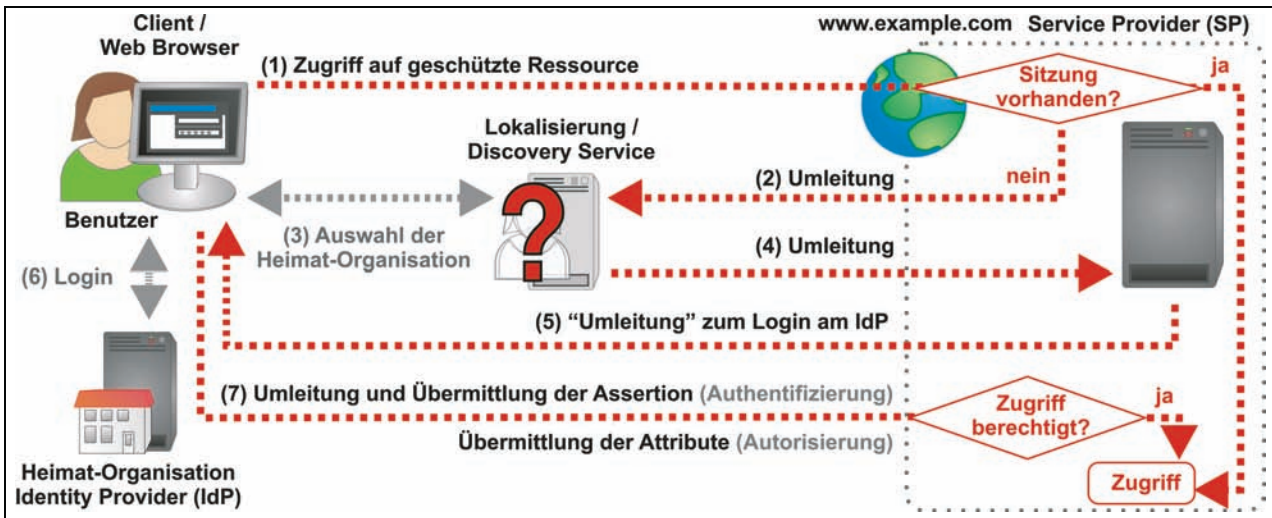 Client /
Web Browser
www.example.com
Service Provider (SP)
(1) Zugriff auf geschützte Ressource
Sitzung
vorhanden?
ja
Lokalisierung /
Discovery Service
(2) Umleitung
nein
Benutzer
(3) Auswahl der
Heimat-Organisation
(4) Umleitung
(6) Login
?
(5) “Umleitung” zum Login am IdP
(7) Umleitung und Übermittlung der Assertion (Authentifizierung)
Zugriff
berechtigt?
ja
Übermittlung der Attribute (Autorisierung)
Heimat-Organisation
Identity Provider (IdP)
Zugriff